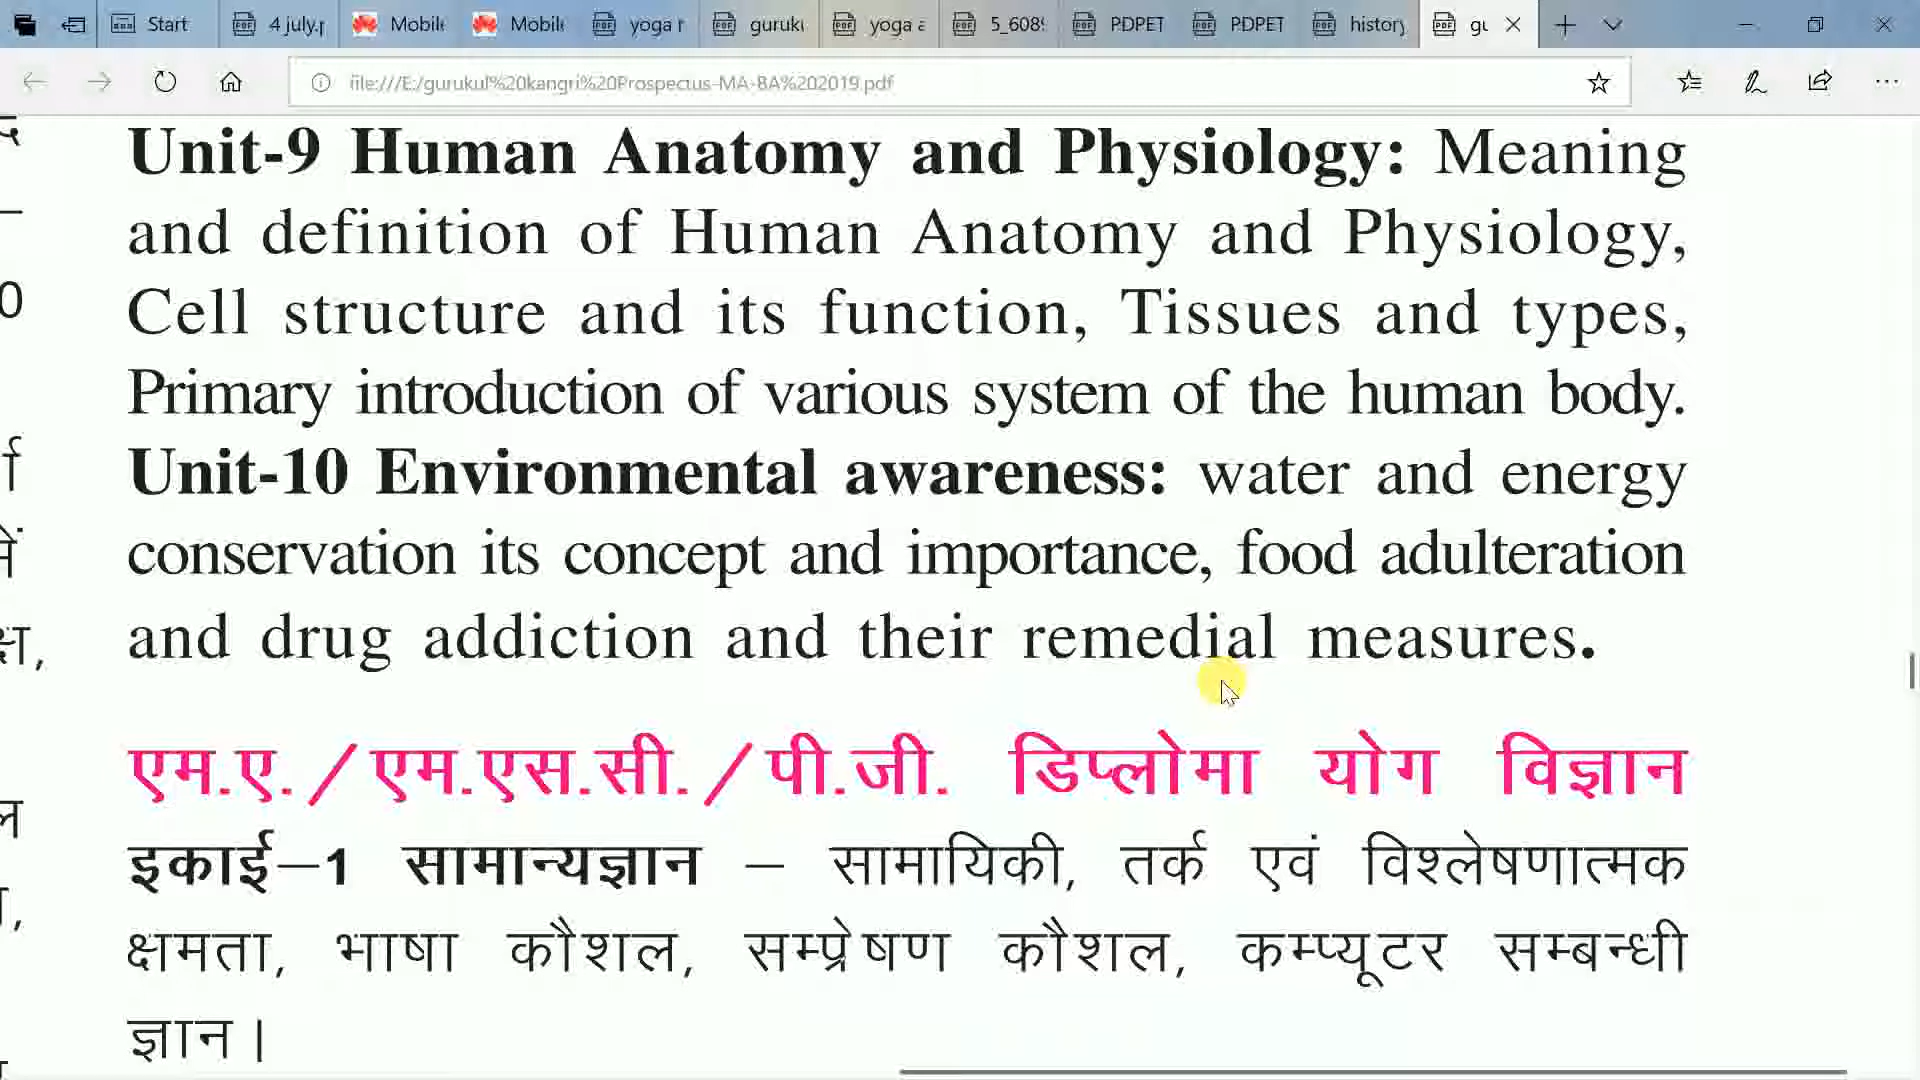 Start
4 july.p
Mobile
Mobile
yoga r
guruku
yoga a
5_6089
PDPET
PDPET
history
gu
file:///E:/gurukul%20kangri%20Prospectus-MA-BA%202019.pdf
Unit-9 Human Anatomy and Physiology: Meaning
and definition of Human Anatomy and Physiology,
Cell structure and its function, Tissues and types,
Primary introduction of various system of the human body.
Unit-10 Environmental awareness: water and energy
conservation its concept and importance, food adulteration
and drug addiction and their remedial measures.
एम.ए./एम.एस.सी./पी.जी. डिप्लोमा योग विज्ञान
इकाई–1 सामान्यज्ञान – सामायिकी, तर्क एवं विश्लेषणात्मक
क्षमता, भाषा कौशल, सम्प्रेषण कौशल, कम्प्यूटर सम्बन्धी
ज्ञान।